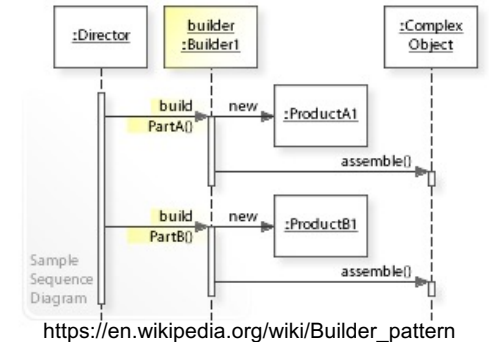 :Director
builder
:Builder1
:Complex
Object
build
new
PartA()
:ProductA1
assemble()
build
new
PartB()
:ProductB1
assemble()
Sample
Sequence
Diagram
https://en.wikipedia.org/wiki/Builder_pattern